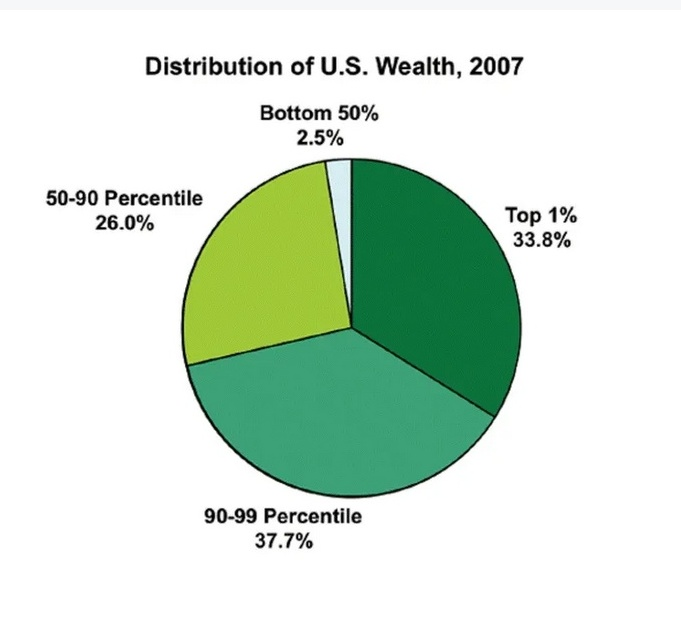 Distribution of U.S. Wealth, 2007
Bottom 50%
2.5%
50-90 Percentile
26.0%
Top 1%
33.8%
90-99 Percentile
37.7%